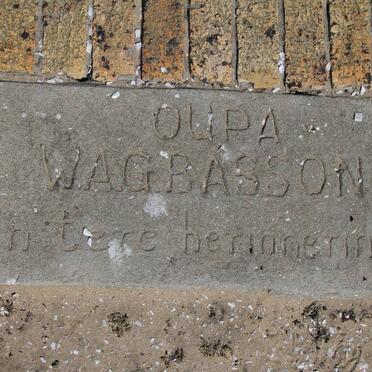 OUPA
W.A.G. BASSON
n tere herinnerin